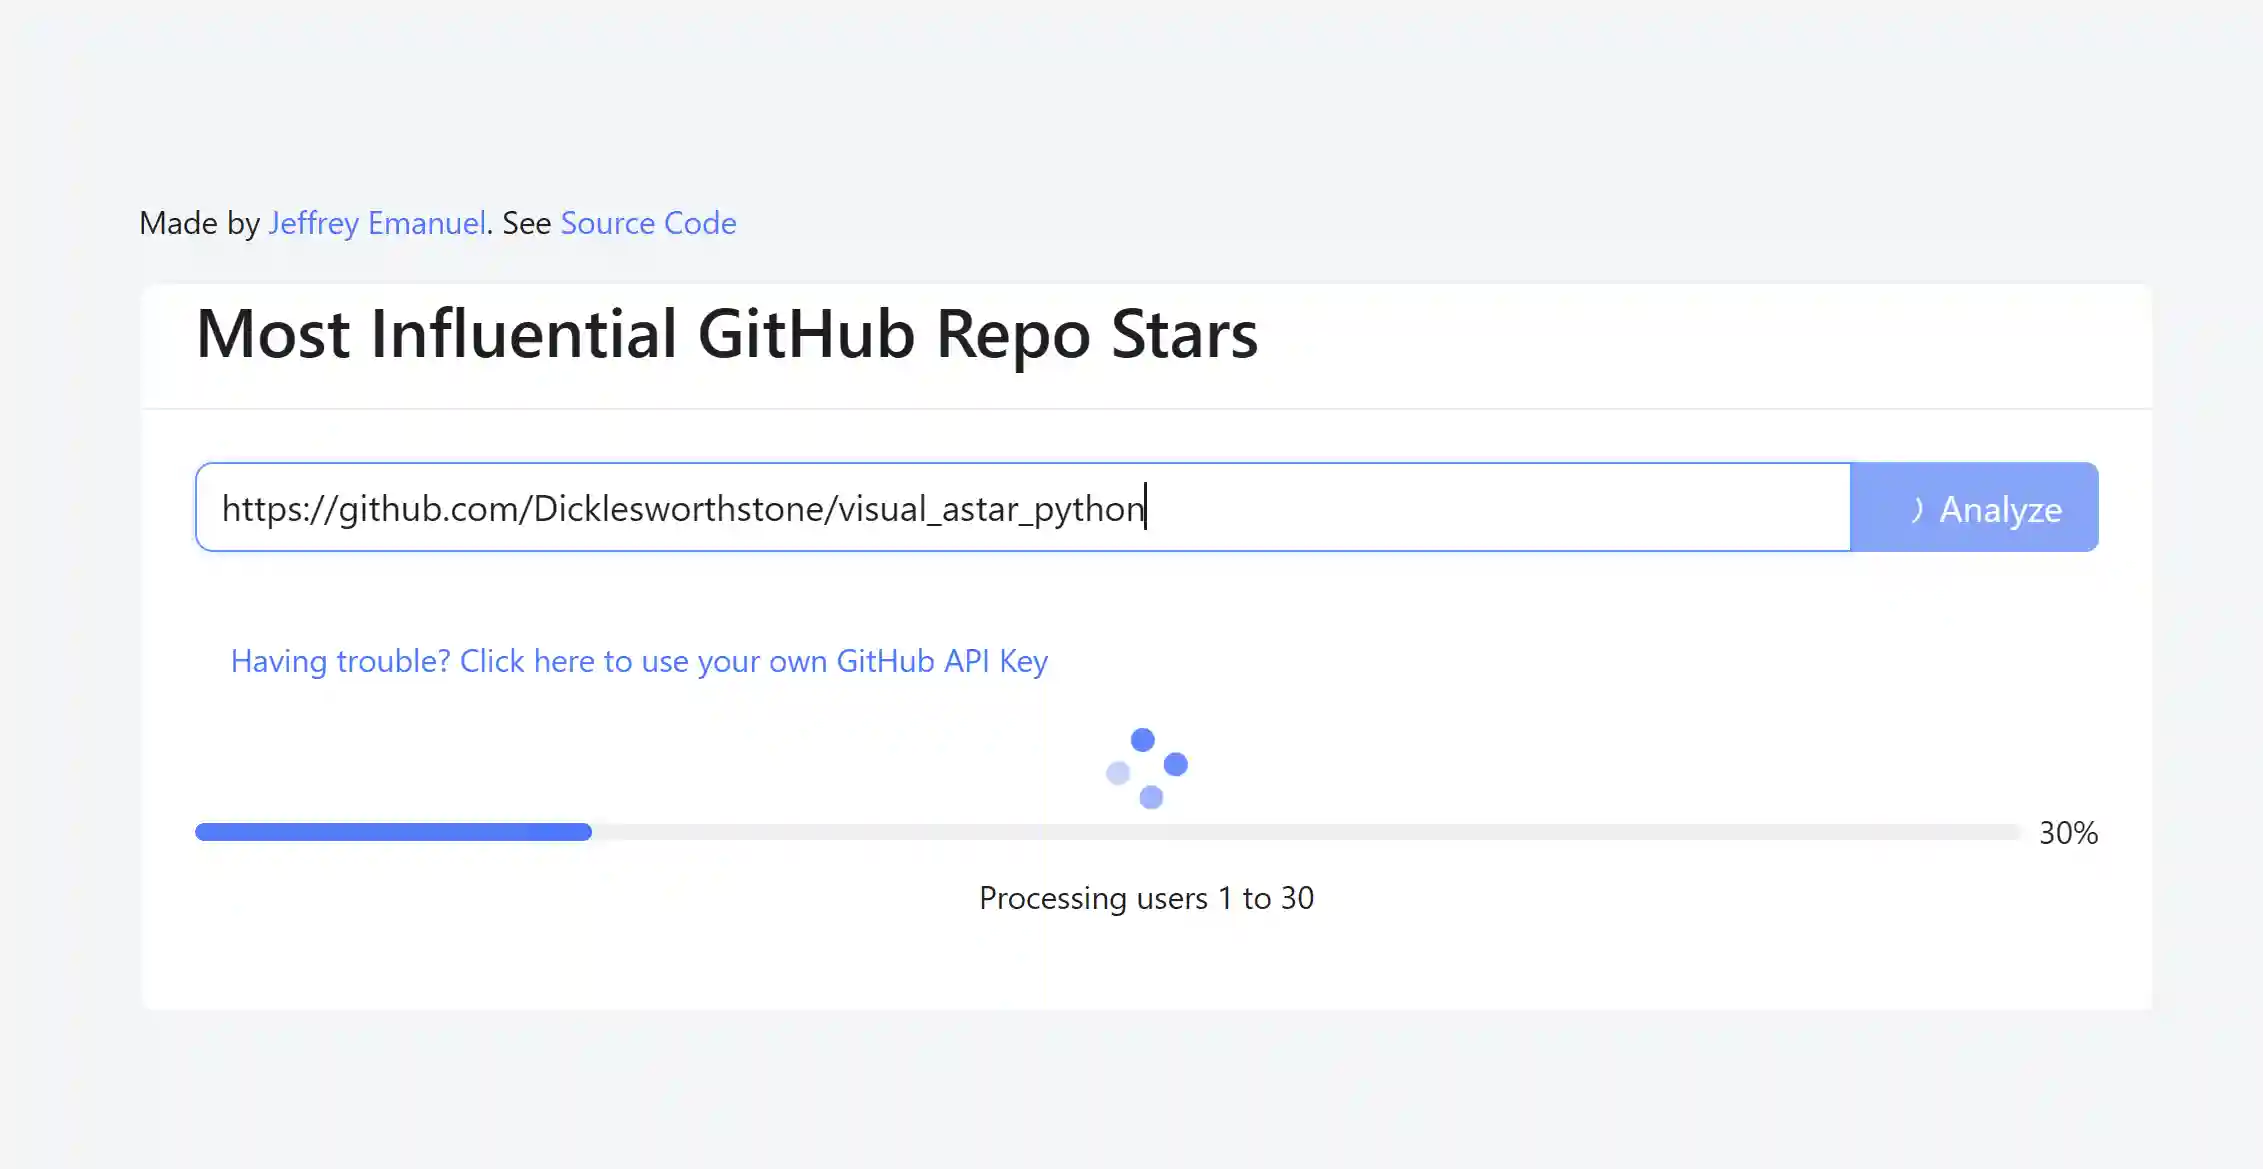 Made by Jeffrey Emanuel. See Source Code
Most Influential GitHub Repo Stars
https://github.com/Dicklesworthstone/visual_astar_python
Analyze
Having trouble? Click here to use your own GitHub API Key
30%
Processing users 1 to 30